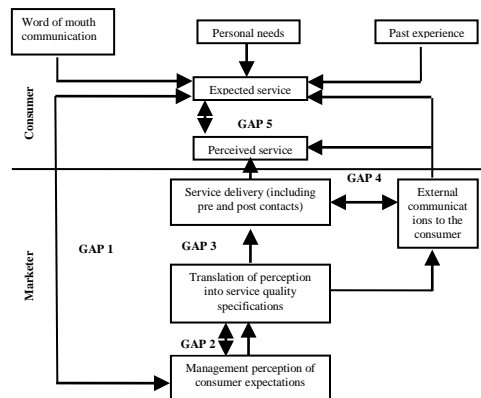 Word of mouth
communication
Personal needs
Past experience
Expected service
Consumer
GAP 5
Perceived service
GAP 4
Service delivery (including
pre and post contacts)
External
communicat
ions to the
consumer
GAP 1
GAP 3
Marketer
Translation of perception
into service quality
specifications
GAP 2
Management perception of
consumer expectations